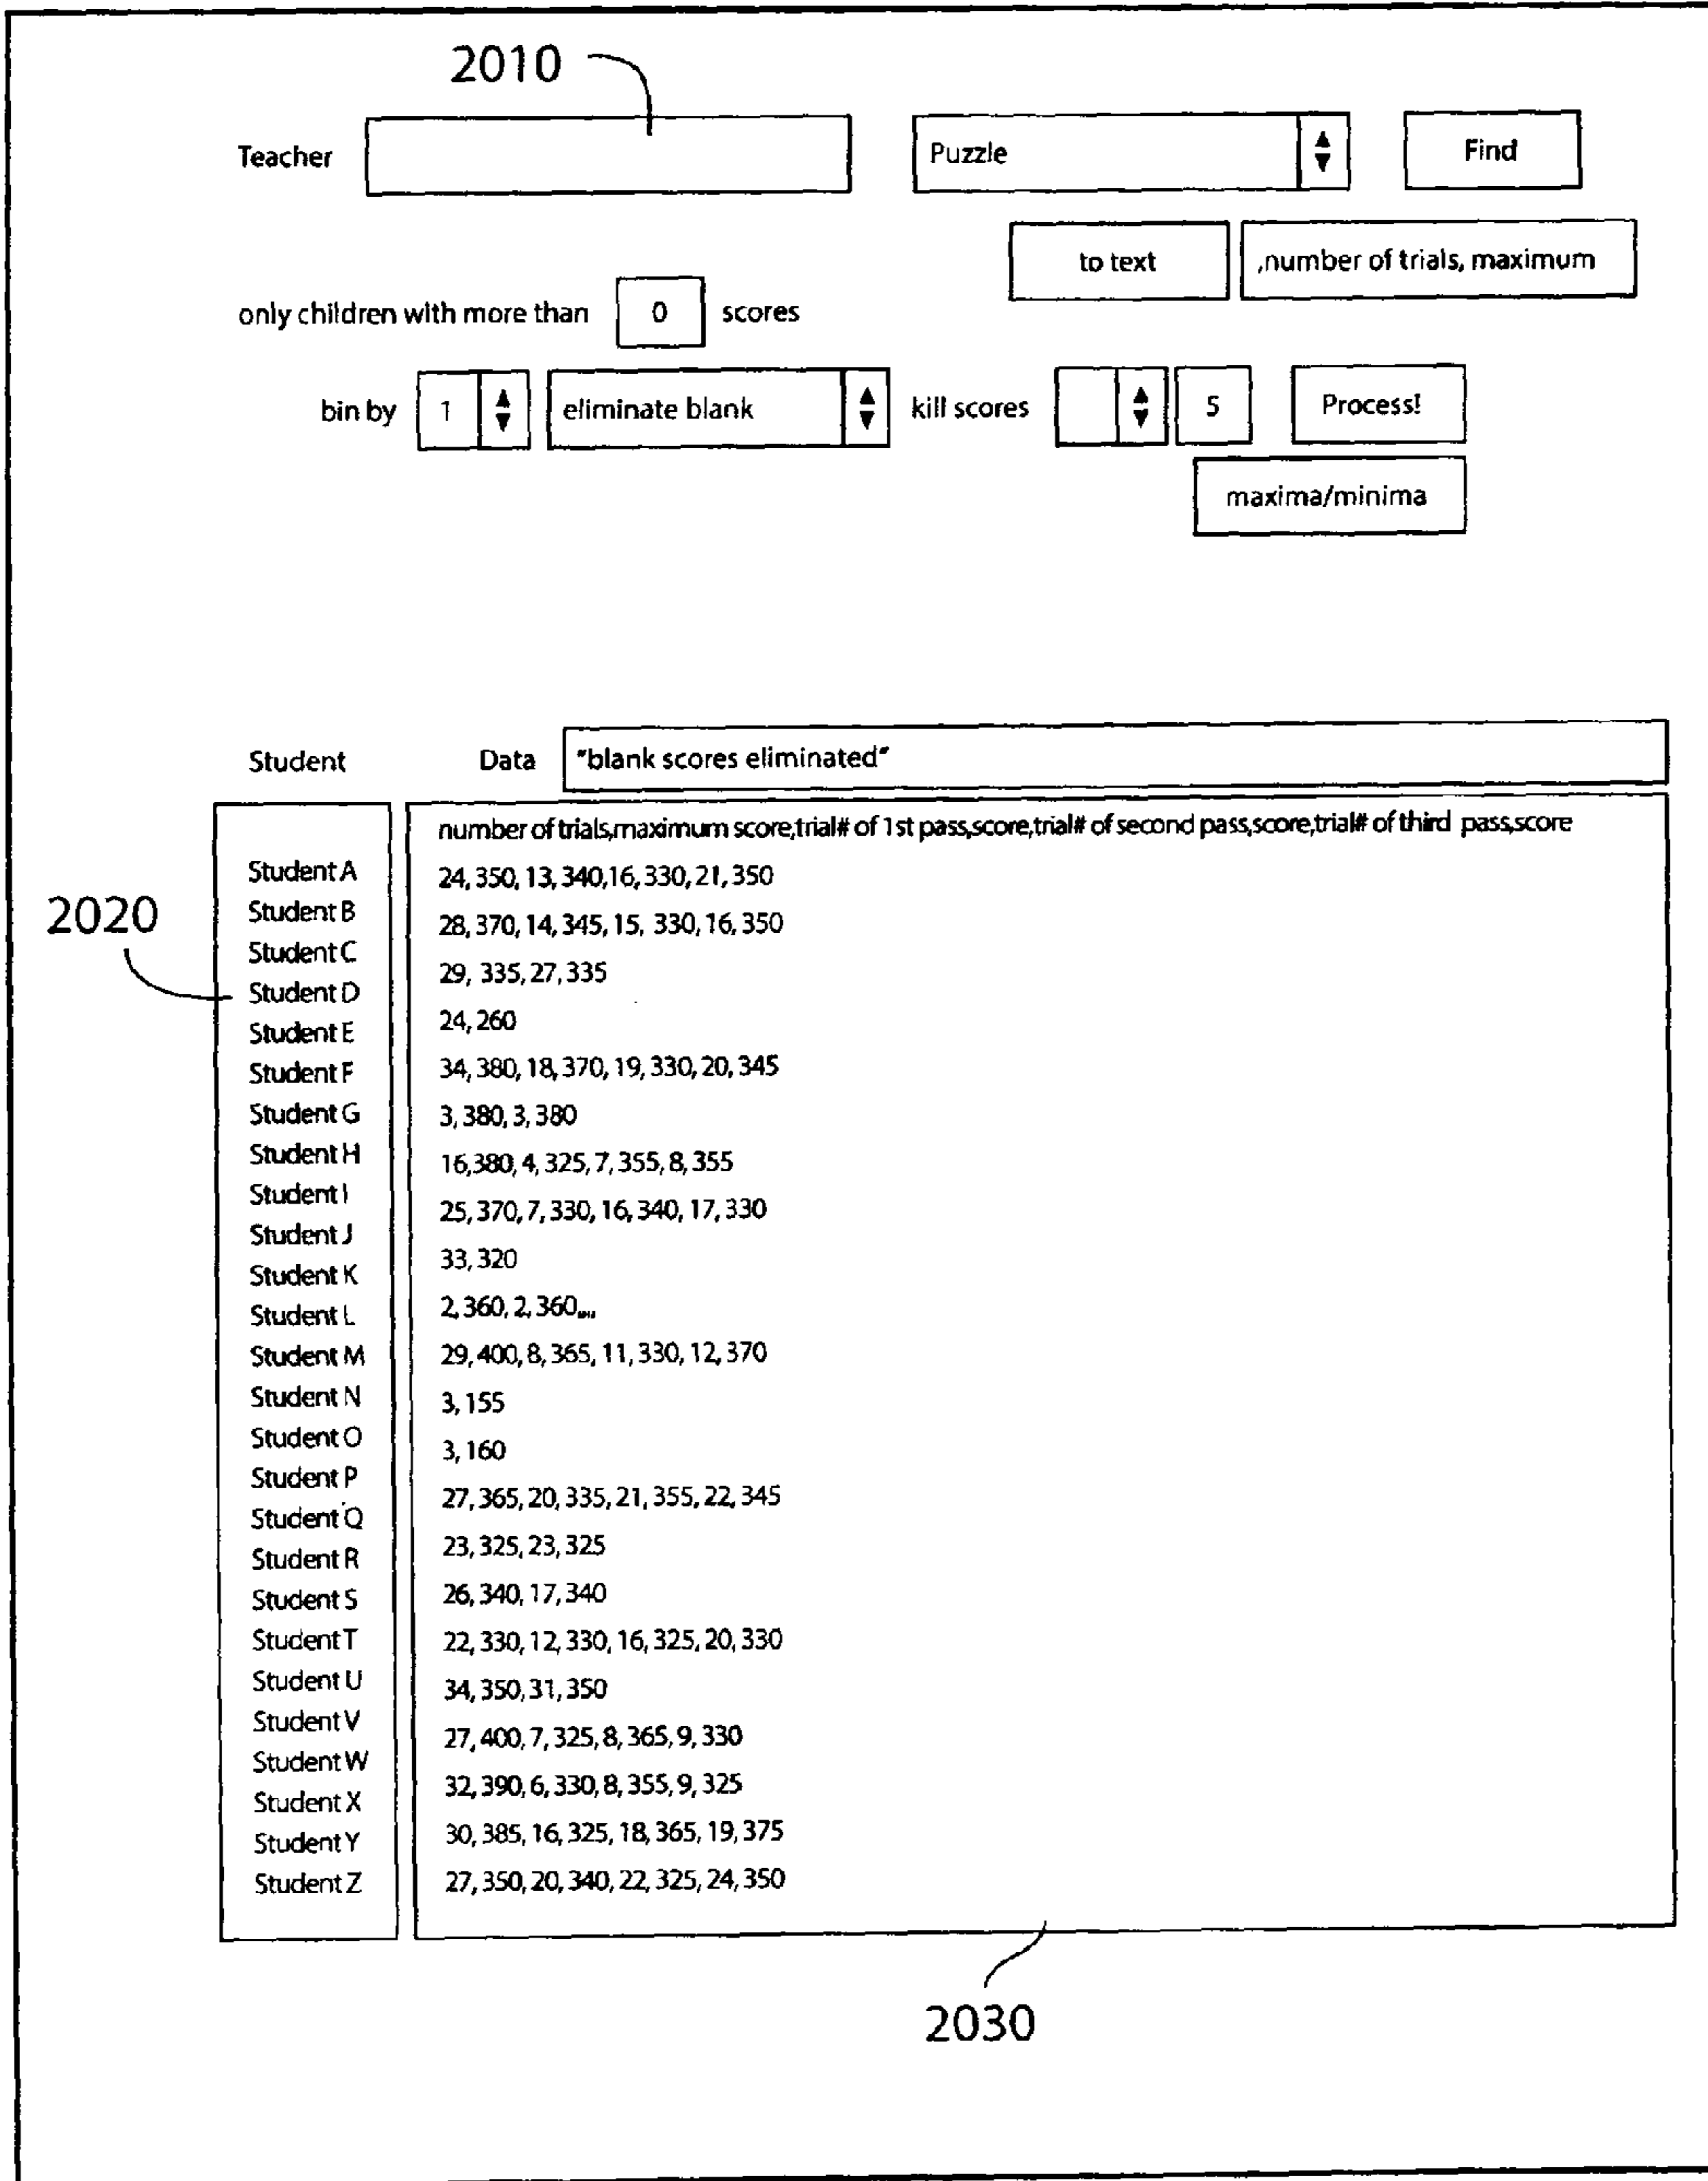 2010
Teacher Puzzle Find
to text ,number of trials, maximum
only children with more than 0 scores
bin by 1 eliminate blank kill scores 5 Process!
maxima/minima
Student Data "blank scores eliminated"
number of trials,maximum score,trial# of 1st pass,score,trial# of second pass,score,trial# of third pass,score
Student A
Student B
Student C
Student D
Student E
Student F
Student G
Student H
Student I
Student J
Student K
Student L
Student M
Student N
Student O
Student P
Student Q
Student R
Student S
Student T
Student U
Student V
Student W
Student X
Student Y
Student Z
24, 350, 13, 340,16, 330, 21, 350
28, 370, 14, 345, 15, 330, 16, 350
29, 335, 27, 335
24, 260
34, 380, 18, 370, 19, 330, 20, 345
3, 380, 3, 380
16,380, 4, 325, 7, 355, 8, 355
25, 370, 7, 330, 16, 340, 17, 330
33, 320
2, 360, 2, 360,,,,
29, 400, 8, 365, 11, 330, 12, 370
3, 155
3, 160
27, 365, 20, 335, 21, 355, 22, 345
23, 325, 23, 325
26, 340, 17, 340
22, 330, 12, 330, 16, 325, 20, 330
34, 350, 31, 350
27, 400, 7, 325, 8, 365, 9, 330
32, 390, 6, 330, 8, 355, 9, 325
30, 385, 16, 325, 18, 365, 19, 375
27, 350, 20, 340, 22, 325, 24, 350
2020
2030